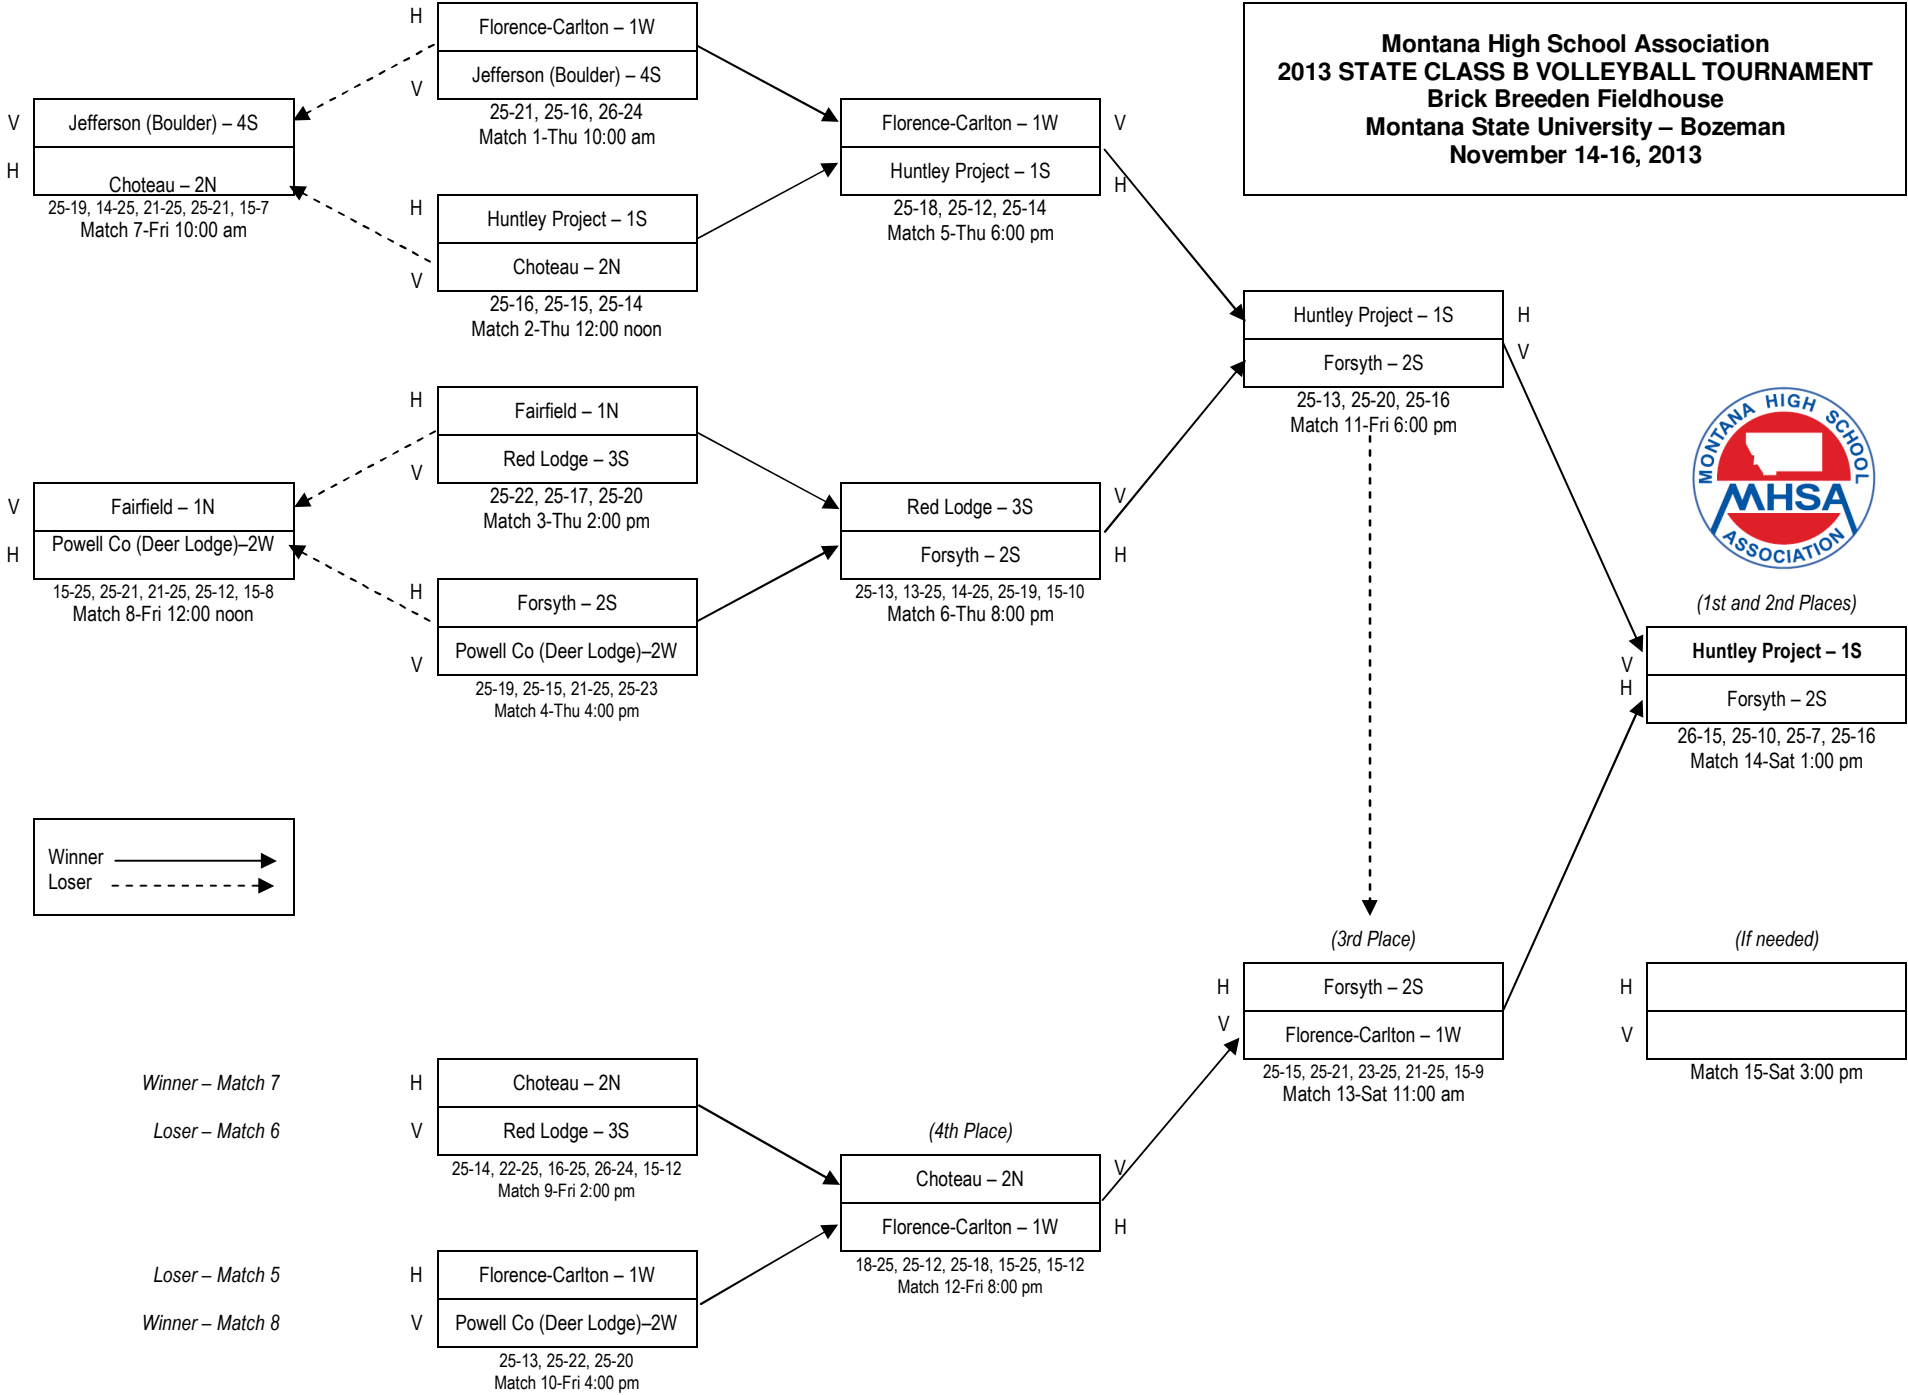 Montana High School Association
2013 STATE CLASS B VOLLEYBALL TOURNAMENT
Brick Breeden Fieldhouse
Montana State University – Bozeman
November 14-16, 2013
H
Florence-Carlton – 1W
V
Jefferson (Boulder) – 4S
25-21, 25-16, 26-24
Match 1-Thu 10:00 am
H
Huntley Project – 1S
V
Choteau – 2N
25-16, 25-15, 25-14
Match 2-Thu 12:00 noon
H
Fairfield – 1N
V
Red Lodge – 3S
25-22, 25-17, 25-20
Match 3-Thu 2:00 pm
H
Forsyth – 2S
V
Powell Co (Deer Lodge)–2W
25-19, 25-15, 21-25, 25-23
Match 4-Thu 4:00 pm
V
Jefferson (Boulder) – 4S
H
Choteau – 2N
25-19, 14-25, 21-25, 25-21, 15-7
Match 7-Fri 10:00 am
V
Fairfield – 1N
H
Powell Co (Deer Lodge)–2W
15-25, 25-21, 21-25, 25-12, 15-8
Match 8-Fri 12:00 noon
Florence-Carlton – 1W
V
Huntley Project – 1S
H
25-18, 25-12, 25-14
Match 5-Thu 6:00 pm
Red Lodge – 3S
V
Forsyth – 2S
H
25-13, 13-25, 14-25, 25-19, 15-10
Match 6-Thu 8:00 pm
Huntley Project – 1S
H
Forsyth – 2S
V
25-13, 25-20, 25-16
Match 11-Fri 6:00 pm
MONTANA HIGH SCHOOL
MHSA
ASSOCIATION
(1st and 2nd Places)
V
Huntley Project – 1S
H
Forsyth – 2S
26-15, 25-10, 25-7, 25-16
Match 14-Sat 1:00 pm
Winner
Loser
(3rd Place)
H
Forsyth – 2S
V
Florence-Carlton – 1W
25-15, 25-21, 23-25, 21-25, 15-9
Match 13-Sat 11:00 am
(If needed)
H
V
Match 15-Sat 3:00 pm
Winner – Match 7
H
Choteau – 2N
Loser – Match 6
V
Red Lodge – 3S
25-14, 22-25, 16-25, 26-24, 15-12
Match 9-Fri 2:00 pm
(4th Place)
Choteau – 2N
V
Florence-Carlton – 1W
H
18-25, 25-12, 25-18, 15-25, 15-12
Match 12-Fri 8:00 pm
Loser – Match 5
H
Florence-Carlton – 1W
Winner – Match 8
V
Powell Co (Deer Lodge)–2W
25-13, 25-22, 25-20
Match 10-Fri 4:00 pm